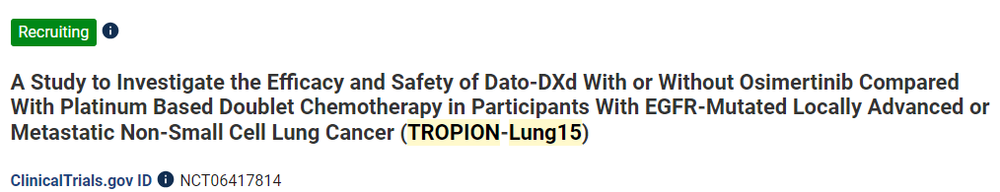 Recruiting
A Study to Investigate the Efficacy and Safety of Dato-DXd With or Without Osimertinib Compared
With Platinum Based Doublet Chemotherapy in Participants With EGFR-Mutated Locally Advanced or
Metastatic Non-Small Cell Lung Cancer (TROPION-Lung15)
ClinicalTrials.gov ID NCT06417814